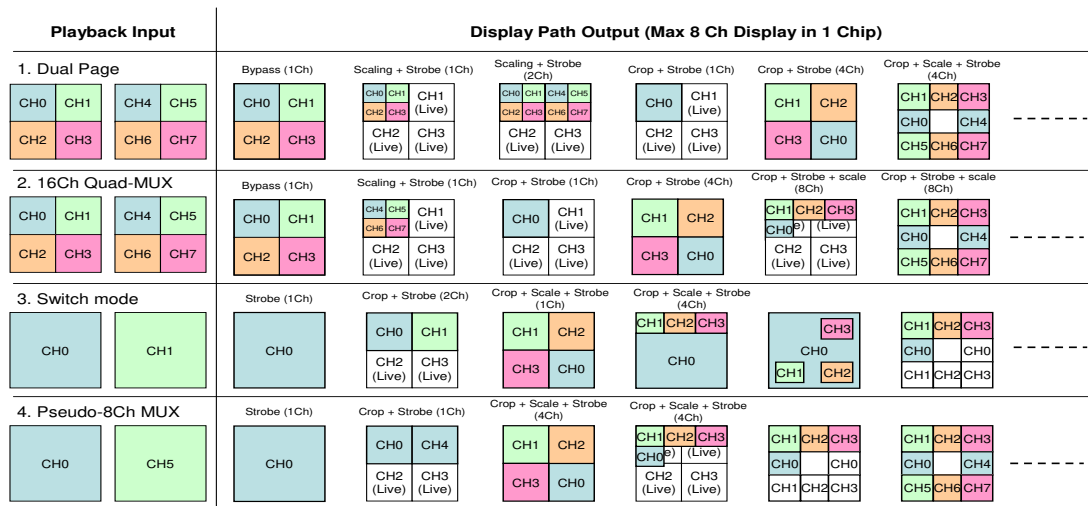 Playback Input
Display Path Output (Max 8 Ch Display in 1 Chip)
1. Dual Page
CH0 CH1 CH4 CH5
CH2 CH3 CH6 CH7
Bypass (1Ch)
CH0 CH1
CH2 CH3
Scaling + Strobe (1Ch)
CH0 CH1 CH1
(Live)
CH2 CH3
CH2 CH3
(Live) (Live)
Scaling + Strobe
(2Ch)
CH0 CH1 CH4 CH5
CH2 CH3 CH6 CH7
CH2 CH3
(Live) (Live)
Crop + Strobe (1Ch)
CH0 CH1
(Live)
CH2 CH3
(Live) (Live)
Crop + Strobe (4Ch)
CH1 CH2
CH3 CH0
Crop + Scale + Strobe
(4Ch)
CH1 CH2 CH3
CH0 CH4
CH5 CH6 CH7
2. 16Ch Quad-MUX
CH0 CH1 CH4 CH5
CH2 CH3 CH6 CH7
Bypass (1Ch)
CH0 CH1
CH2 CH3
Scaling + Strobe (1Ch)
CH4 CH5 CH1
(Live)
CH6 CH7
CH2 CH3
(Live) (Live)
Crop + Strobe (1Ch)
CH0 CH1
(Live)
CH2 CH3
(Live) (Live)
Crop + Strobe (4Ch)
CH1 CH2
CH3 CH0
Crop + Strobe + scale
(8Ch)
CH1 CH2 CH3
CH0 e) (Live)
CH2 CH3
(Live) (Live)
Crop + Strobe + scale
(8Ch)
CH1 CH2 CH3
CH0 CH4
CH5 CH6 CH7
3. Switch mode
CH0 CH1
Strobe (1Ch)
CH0
Crop + Strobe (2Ch)
CH0 CH1
CH2 CH3
(Live) (Live)
Crop + Scale + Strobe
(1Ch)
CH1 CH2
CH3 CH0
Crop + Scale + Strobe
(4Ch)
CH1 CH2 CH3
CH0
CH3
CH0
CH1 CH2
CH1 CH2 CH3
CH0 CH0
CH1 CH2 CH3
4. Pseudo-8Ch MUX
CH0 CH5
Strobe (1Ch)
CH0
Crop + Strobe (1Ch)
CH0 CH4
CH2 CH3
(Live) (Live)
Crop + Scale + Strobe
(4Ch)
CH1 CH2
CH3 CH0
Crop + Scale + Strobe
(4Ch)
CH1 CH2 CH3
CH0 e) (Live)
CH2 CH3
(Live) (Live)
CH1 CH2 CH3
CH0 CH0
CH1 CH2 CH3
CH1 CH2 CH3
CH0 CH4
CH5 CH6 CH7